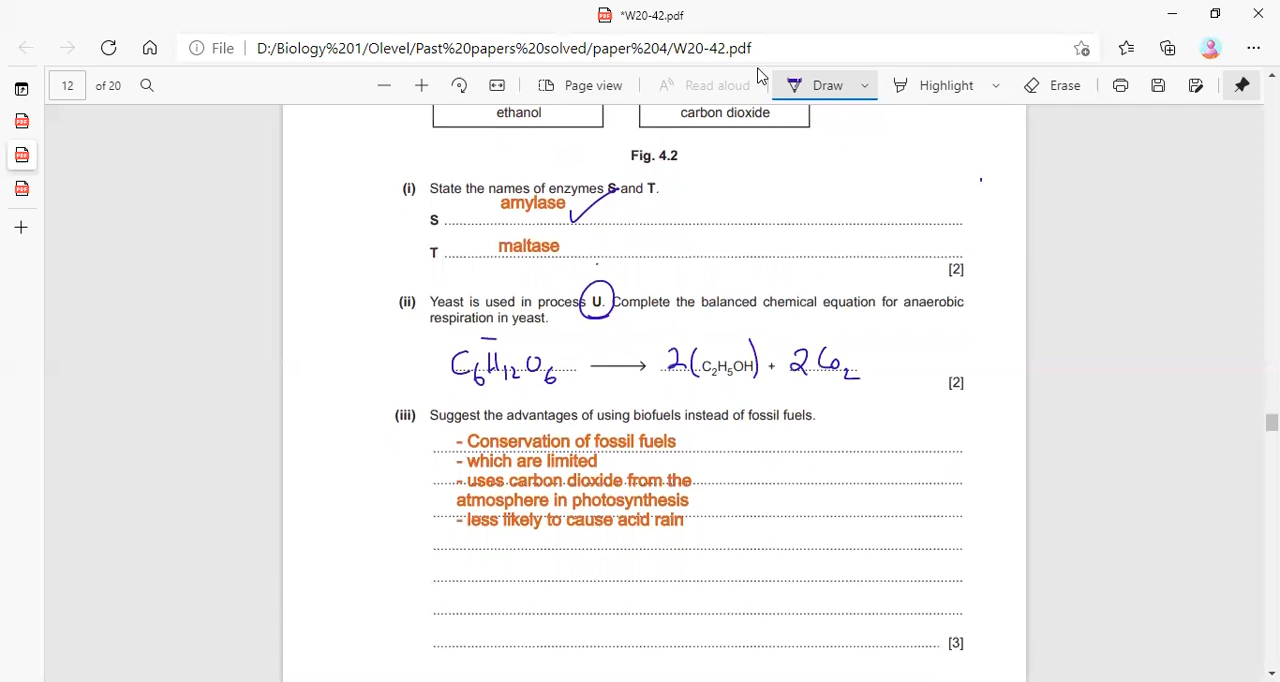 *W20-42.pdf
File D:/Biology%201/Olevel/Past%20papers%20solved/paper%204/W20-42.pdf
12 of 20 Page view Read aloud Draw Highlight Erase
ethanol carbon dioxide
Fig. 4.2
(i) State the names of enzymes S and T.
amylase
S
maltase
T
[2]
(ii) Yeast is used in process U. Complete the balanced chemical equation for anaerobic
respiration in yeast.
C₆H₁₂O₆ ⟶ 2(C₂H₅OH) + 2CO₂
[2]
(iii) Suggest the advantages of using biofuels instead of fossil fuels.
- Conservation of fossil fuels
- which are limited
- uses carbon dioxide from the
atmosphere in photosynthesis
- less likely to cause acid rain
[3]